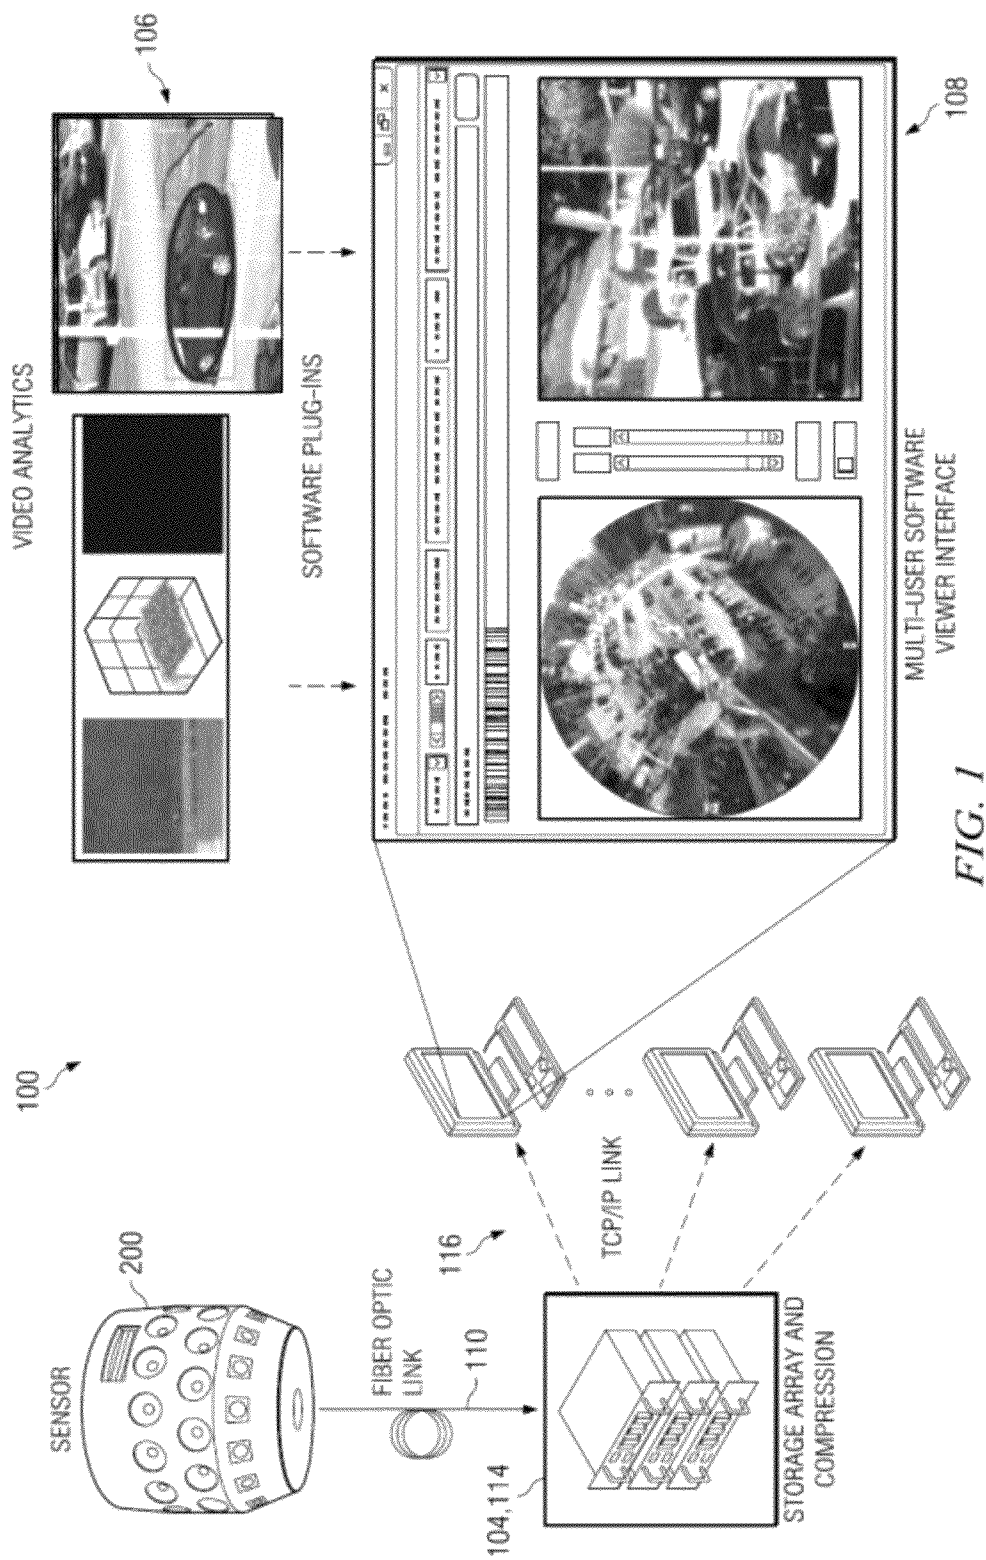 100
SENSOR
200
FIBER OPTIC
LINK
110
104,114
STORAGE ARRAY AND
COMPRESSION
116
TCP/IP LINK
VIDEO ANALYTICS
106
SOFTWARE PLUG-INS
108
MULTI-USER SOFTWARE
VIEWER INTERFACE
FIG. 1